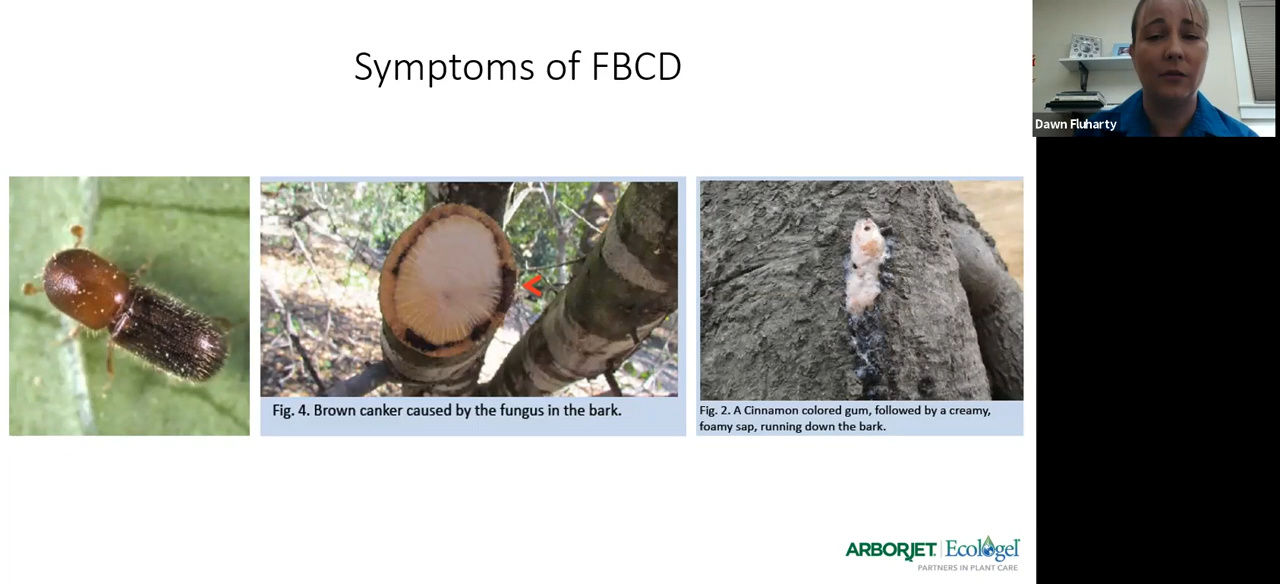 Symptoms of FBCD
Dawn Fluharty
Fig. 4. Brown canker caused by the fungus in the bark.
Fig. 2. A Cinnamon colored gum, followed by a creamy,
foamy sap, running down the bark.
ARBORJET Ecologel
PARTNERS IN PLANT CARE